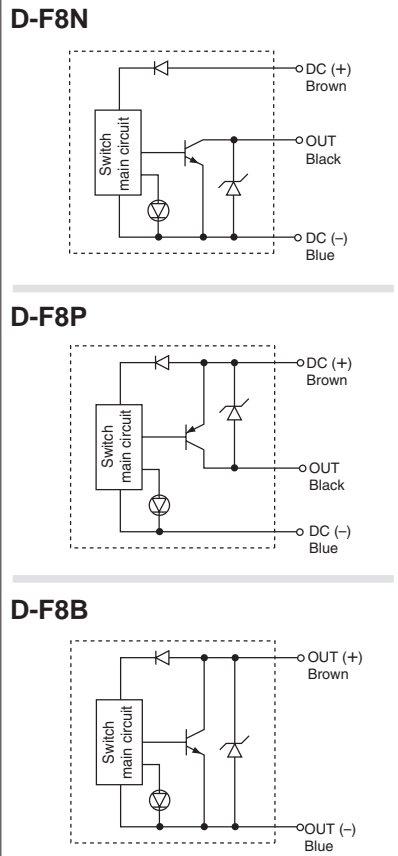 D-F8N
DC (+)
Brown
Switch
main circuit
OUT
Black
DC (–)
Blue
D-F8P
DC (+)
Brown
Switch
main circuit
OUT
Black
DC (–)
Blue
D-F8B
OUT (+)
Brown
Switch
main circuit
OUT (–)
Blue